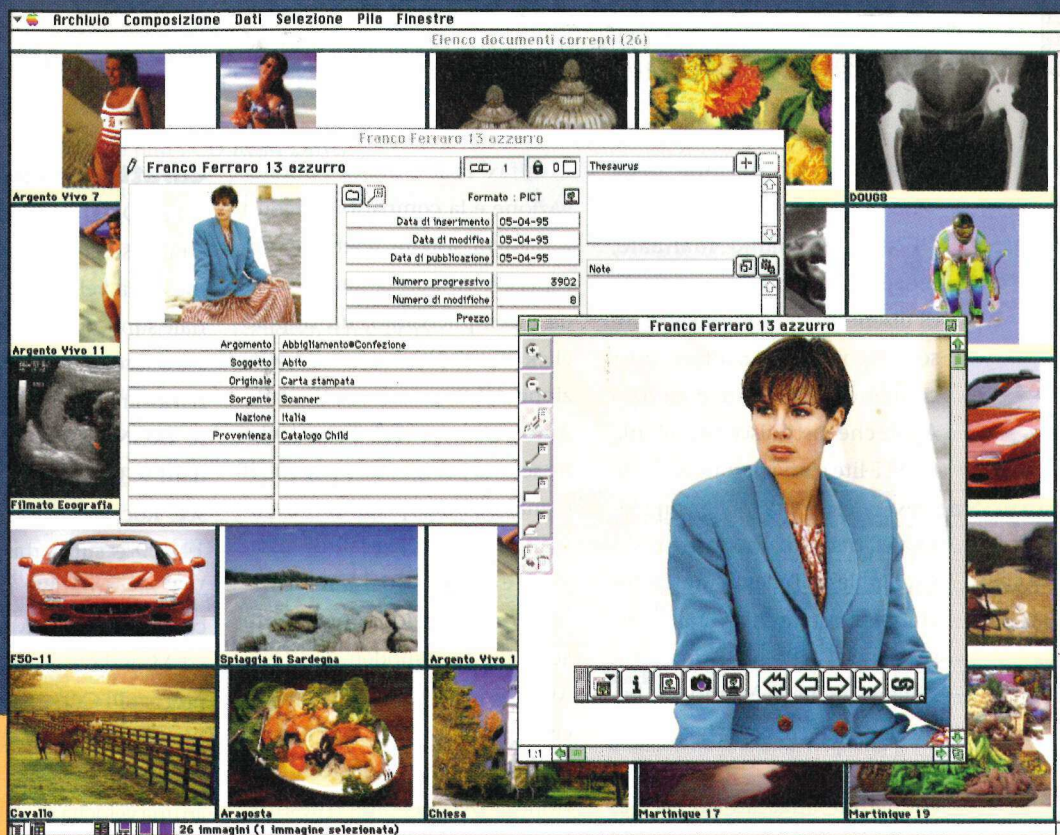 Archivio Composizione Dati Selezione Pila Finestre
Elenco documenti correnti (26)
Franco Ferraro 13 azzurro
Franco Ferraro 13 azzurro
1
0
Thesaurus
Formato : PICT
Data di inserimento 05-04-95
Data di modifica 05-04-95
Data di pubblicazione 05-04-95
Note
Numero progressivo 3902
Numero di modifiche 8
Prezzo
Argomento Abbigliamento@Confezione
Soggetto Abito
Originale Carta stampata
Sorgente Scanner
Nazione Italia
Provenienza Catalogo Child
Franco Ferraro 13 azzurro
1:1
Argento Vivo 7
DOUG8
Argento Vivo 11
Filmato Ecografia
F50-11
Spiaggia in Sardegna
Argento Vivo 1
Cavallo
Aragosta
Chiesa
Martinique 17
Martinique 19
26 immagini (1 immagine selezionata)